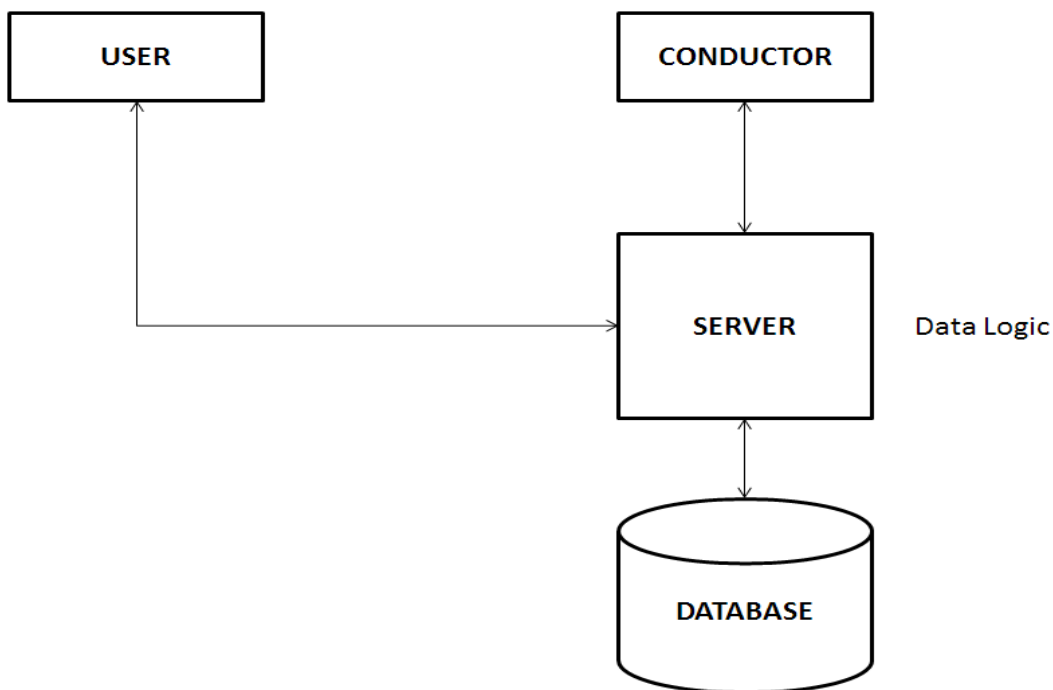 USER
CONDUCTOR
SERVER
Data Logic
DATABASE